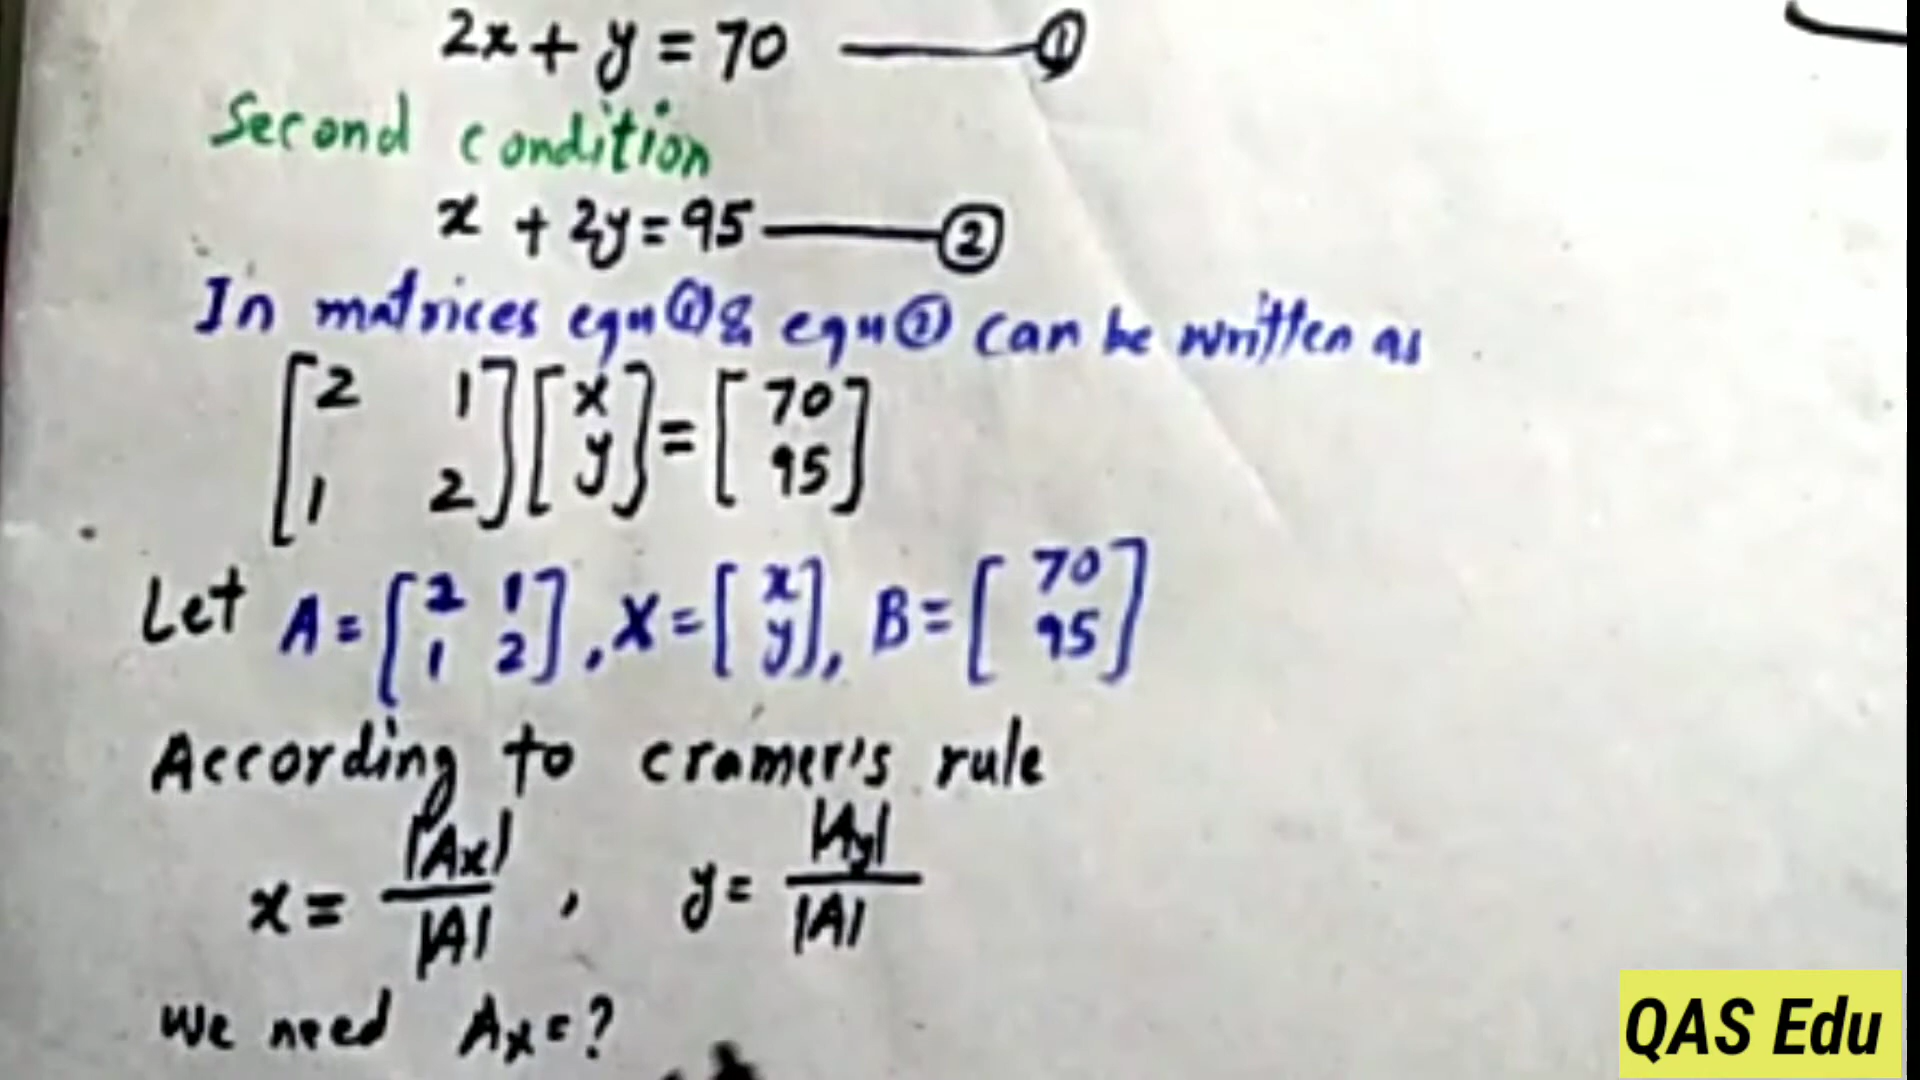 2x + y = 70 ——— ①
Second condition
x + 2y = 95 ——— ②
In matrices equ① & equ② can be written as
[2 1
1 2] [x
y] = [70
95]
Let A = [2 1
1 2], X = [x
y], B = [70
95]
According to cramer's rule
x = |Ax| / |A| , y = |Ay| / |A|
we need Ax = ?
QAS Edu